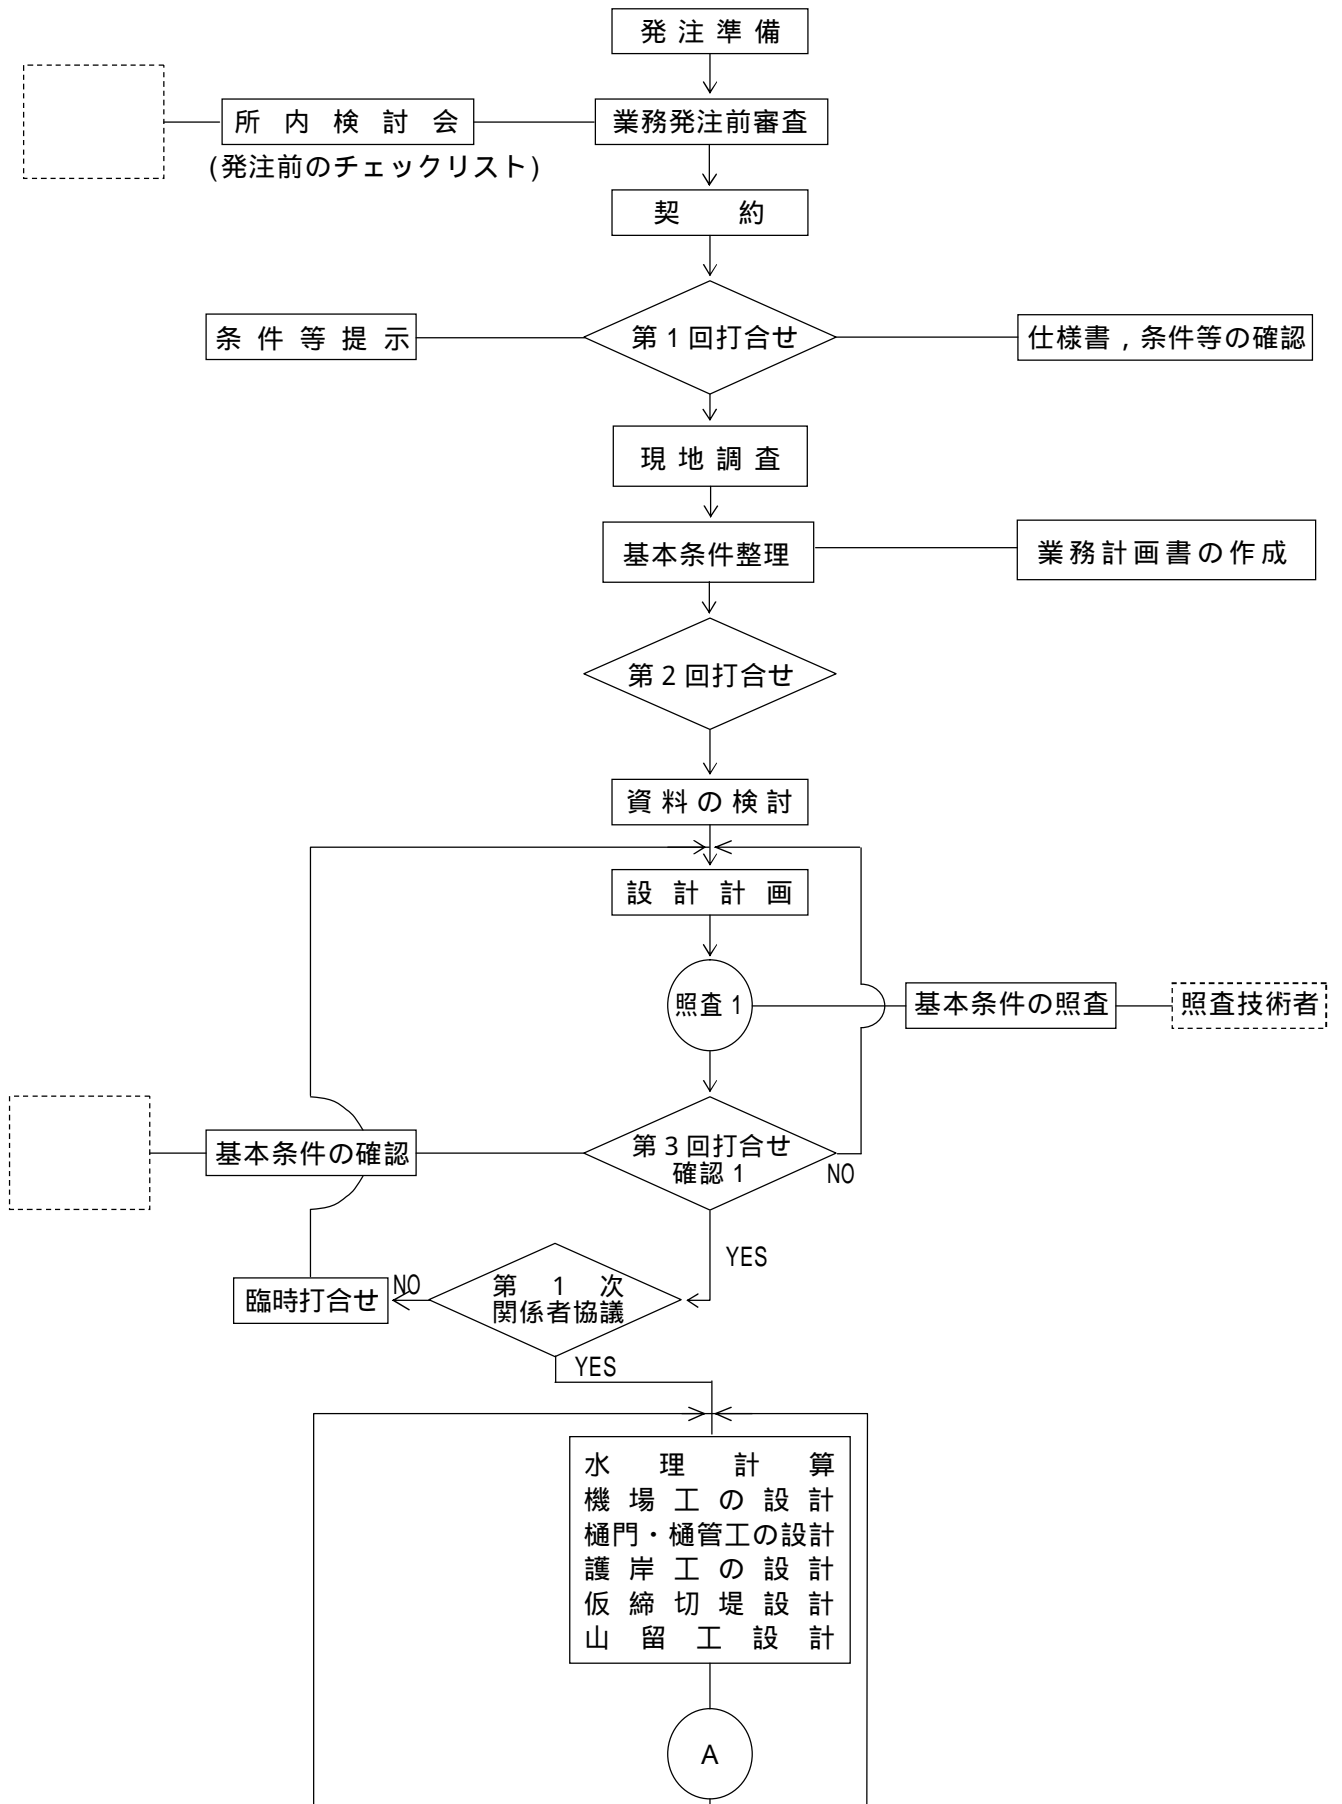 発注準備
所内検討会
業務発注前審査
(発注前のチェックリスト)
契約
条件等提示
第1回打合せ
仕様書,条件等の確認
現地調査
基本条件整理
業務計画書の作成
第2回打合せ
資料の検討
設計計画
照査1
基本条件の照査
照査技術者
基本条件の確認
第3回打合せ
確認1
NO
YES
第1次
関係者協議
NO
臨時打合せ
YES
水理計算
機場工の設計
樋門・樋管工の設計
護岸工の設計
仮締切堤設計
山留工設計
A